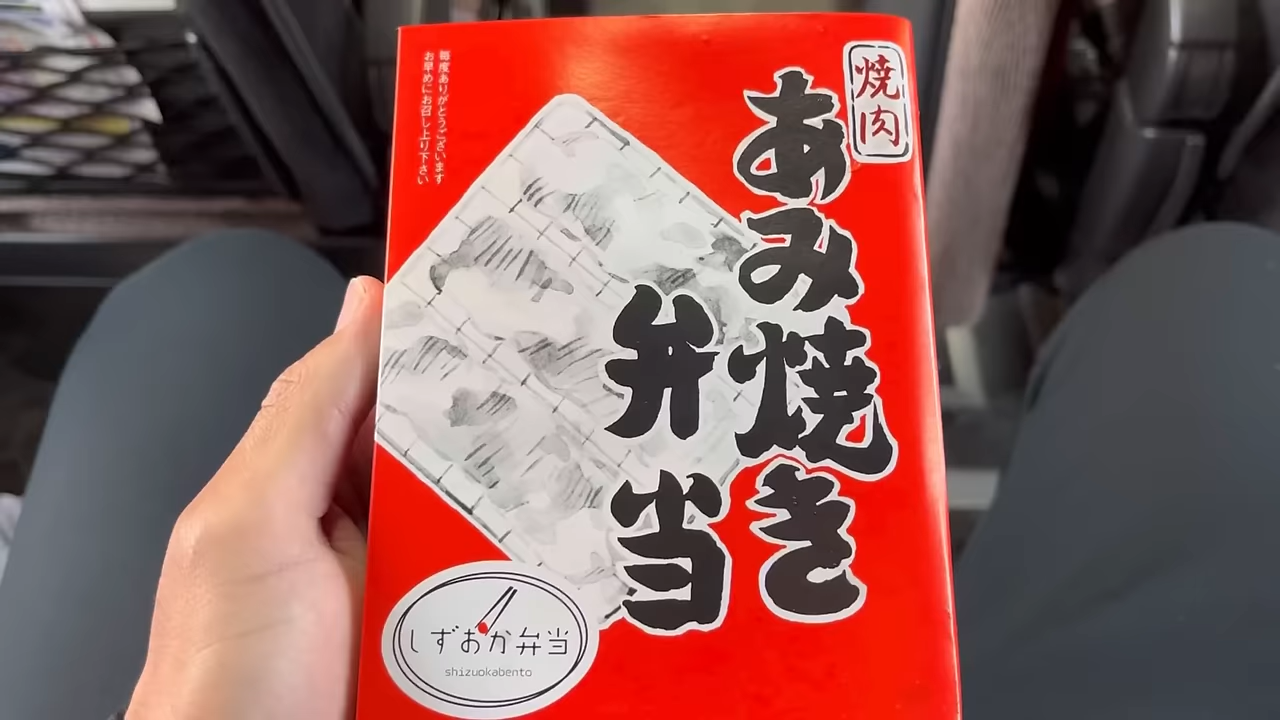 焼肉
あみ焼き
弁当
毎度ありがとうございます
お早めにお召し上り下さい
しずおか弁当
shizuokabento